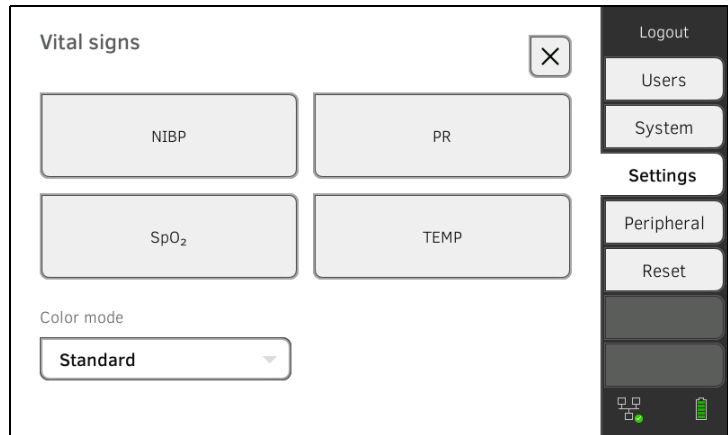 Vital signs
NIBP
PR
SpO₂
TEMP
Color mode
Standard
Logout
Users
System
Settings
Peripheral
Reset